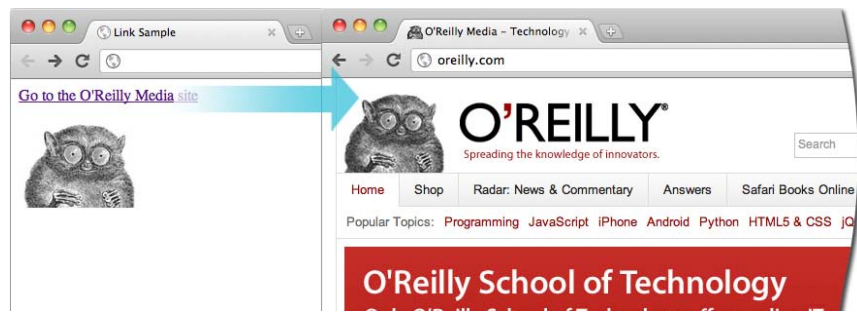 Link Sample
Go to the O'Reilly Media site
O'Reilly Media – Technology
oreilly.com
O'REILLY®
Spreading the knowledge of innovators.
Search
Home Shop Radar: News & Commentary Answers Safari Books Online
Popular Topics: Programming JavaScript iPhone Android Python HTML5 & CSS
O'Reilly School of Technology